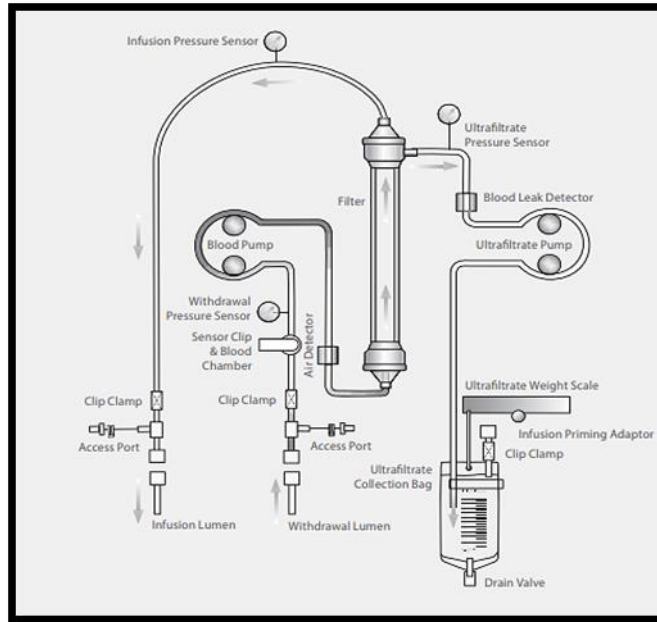 Infusion Pressure Sensor
Ultrafiltrate
Pressure Sensor
Filter
Blood Leak Detector
Blood Pump
Ultrafiltrate Pump
Withdrawal
Pressure Sensor
Sensor Clip
& Blood
Chamber
Air Detector
Clip Clamp
Clip Clamp
Ultrafiltrate Weight Scale
Access Port
Access Port
Infusion Priming Adaptor
Clip Clamp
Ultrafiltrate
Collection Bag
Infusion Lumen
Withdrawal Lumen
Drain Valve